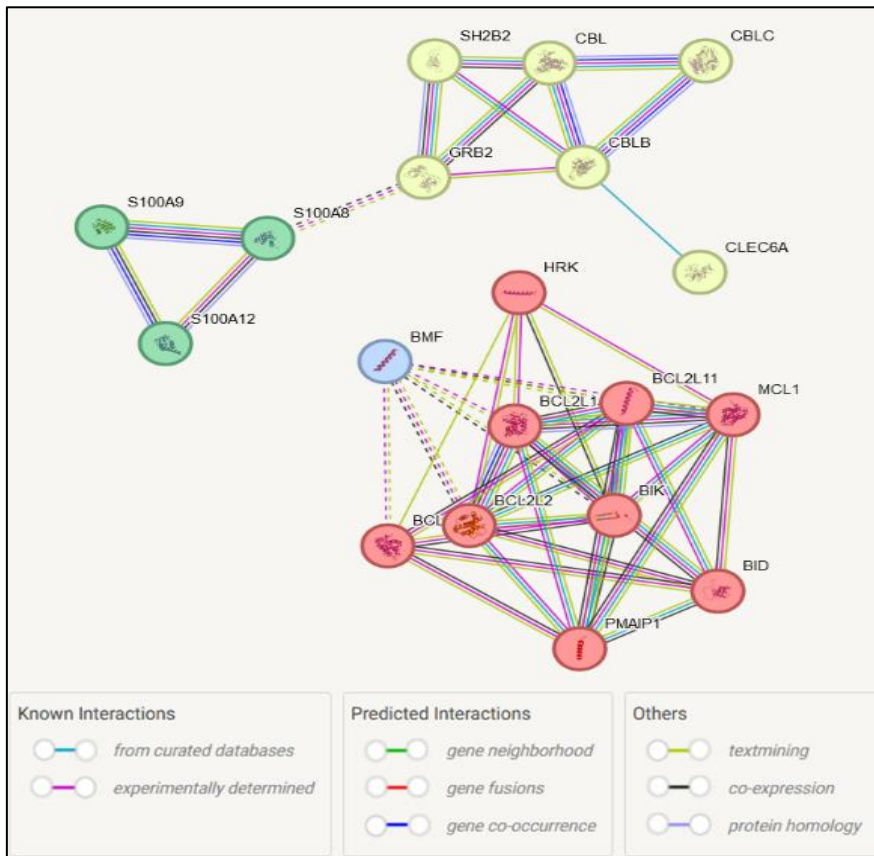 SH2B2
CBL
CBLC
GRB2
CBLB
S100A9
S100A8
CLEC6A
S100A12
HRK
BMF
BCL2L11
MCL1
BCL2L1
BCL2L2
BIK
BCL
BID
PMAIP1
Known Interactions
from curated databases
experimentally determined
Predicted Interactions
gene neighborhood
gene fusions
gene co-occurrence
Others
textmining
co-expression
protein homology